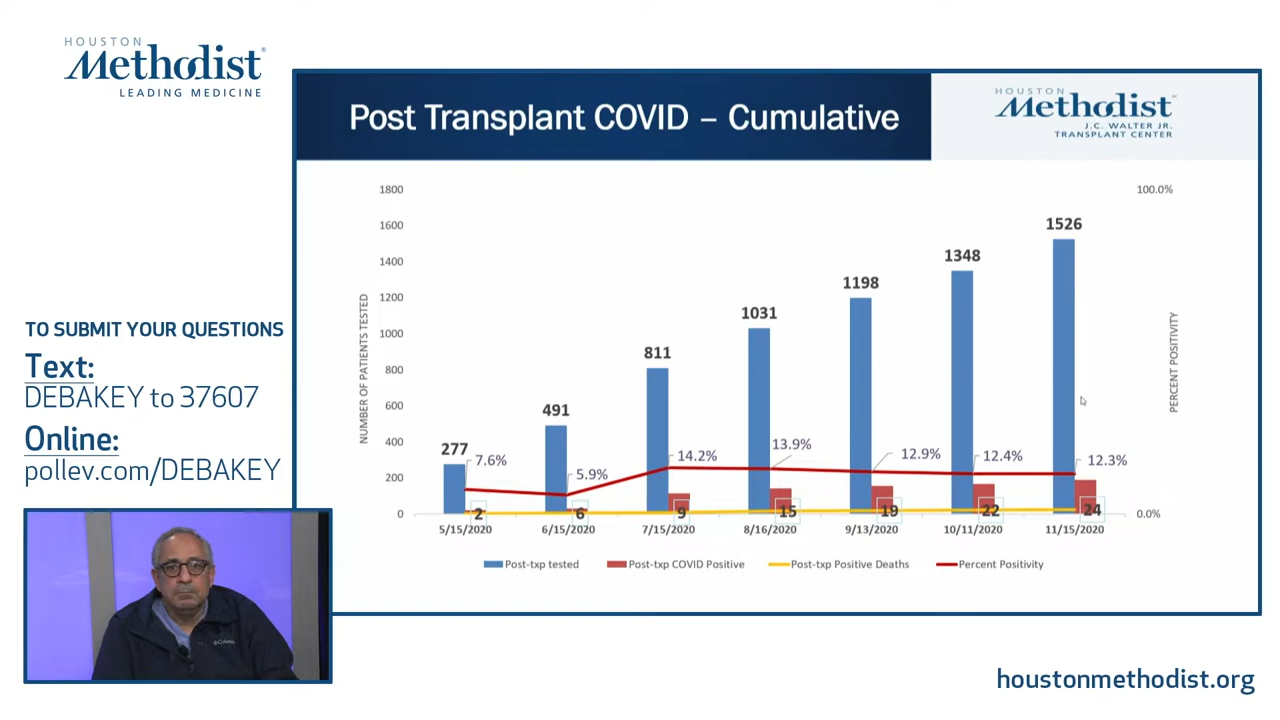 HOUSTON
Methodist®
LEADING MEDICINE
TO SUBMIT YOUR QUESTIONS
Text:
DEBAKEY to 37607
Online:
pollev.com/DEBAKEY
Post Transplant COVID – Cumulative
HOUSTON
Methodist
J.C. WALTER JR.
TRANSPLANT CENTER
NUMBER OF PATIENTS TESTED
1800
1600
1400
1200
1000
800
600
400
200
0
100.0%
0.0%
PERCENT POSITIVITY
277
491
811
1031
1198
1348
1526
7.6%
5.9%
14.2%
13.9%
12.9%
12.4%
12.3%
2
6
9
15
19
22
24
5/15/2020
6/15/2020
7/15/2020
8/16/2020
9/13/2020
10/11/2020
11/15/2020
Post-txp tested
Post-txp COVID Positive
Post-txp Positive Deaths
Percent Positivity
Columbia
houstonmethodist.org